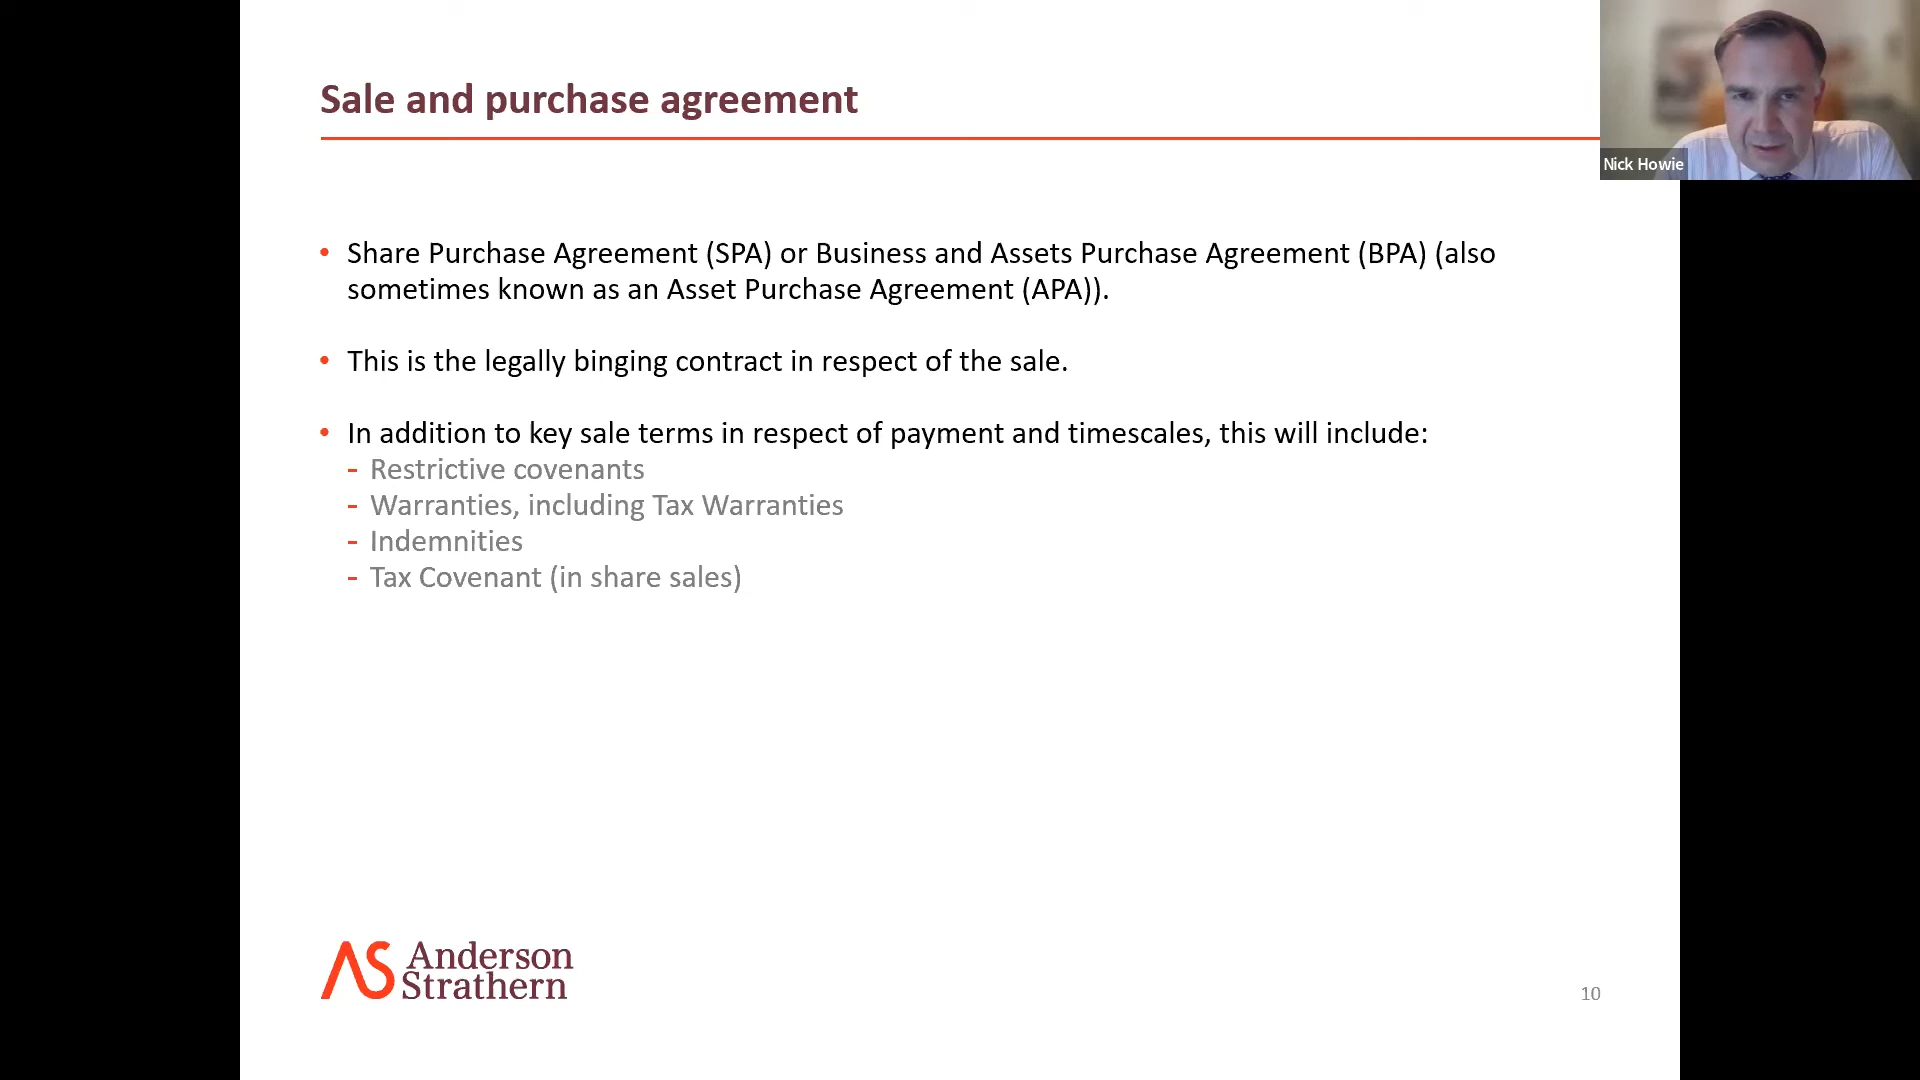 Sale and purchase agreement
Nick Howie
• Share Purchase Agreement (SPA) or Business and Assets Purchase Agreement (BPA) (also
sometimes known as an Asset Purchase Agreement (APA)).
• This is the legally binging contract in respect of the sale.
• In addition to key sale terms in respect of payment and timescales, this will include:
- Restrictive covenants
- Warranties, including Tax Warranties
- Indemnities
- Tax Covenant (in share sales)
AS Anderson
Strathern
10